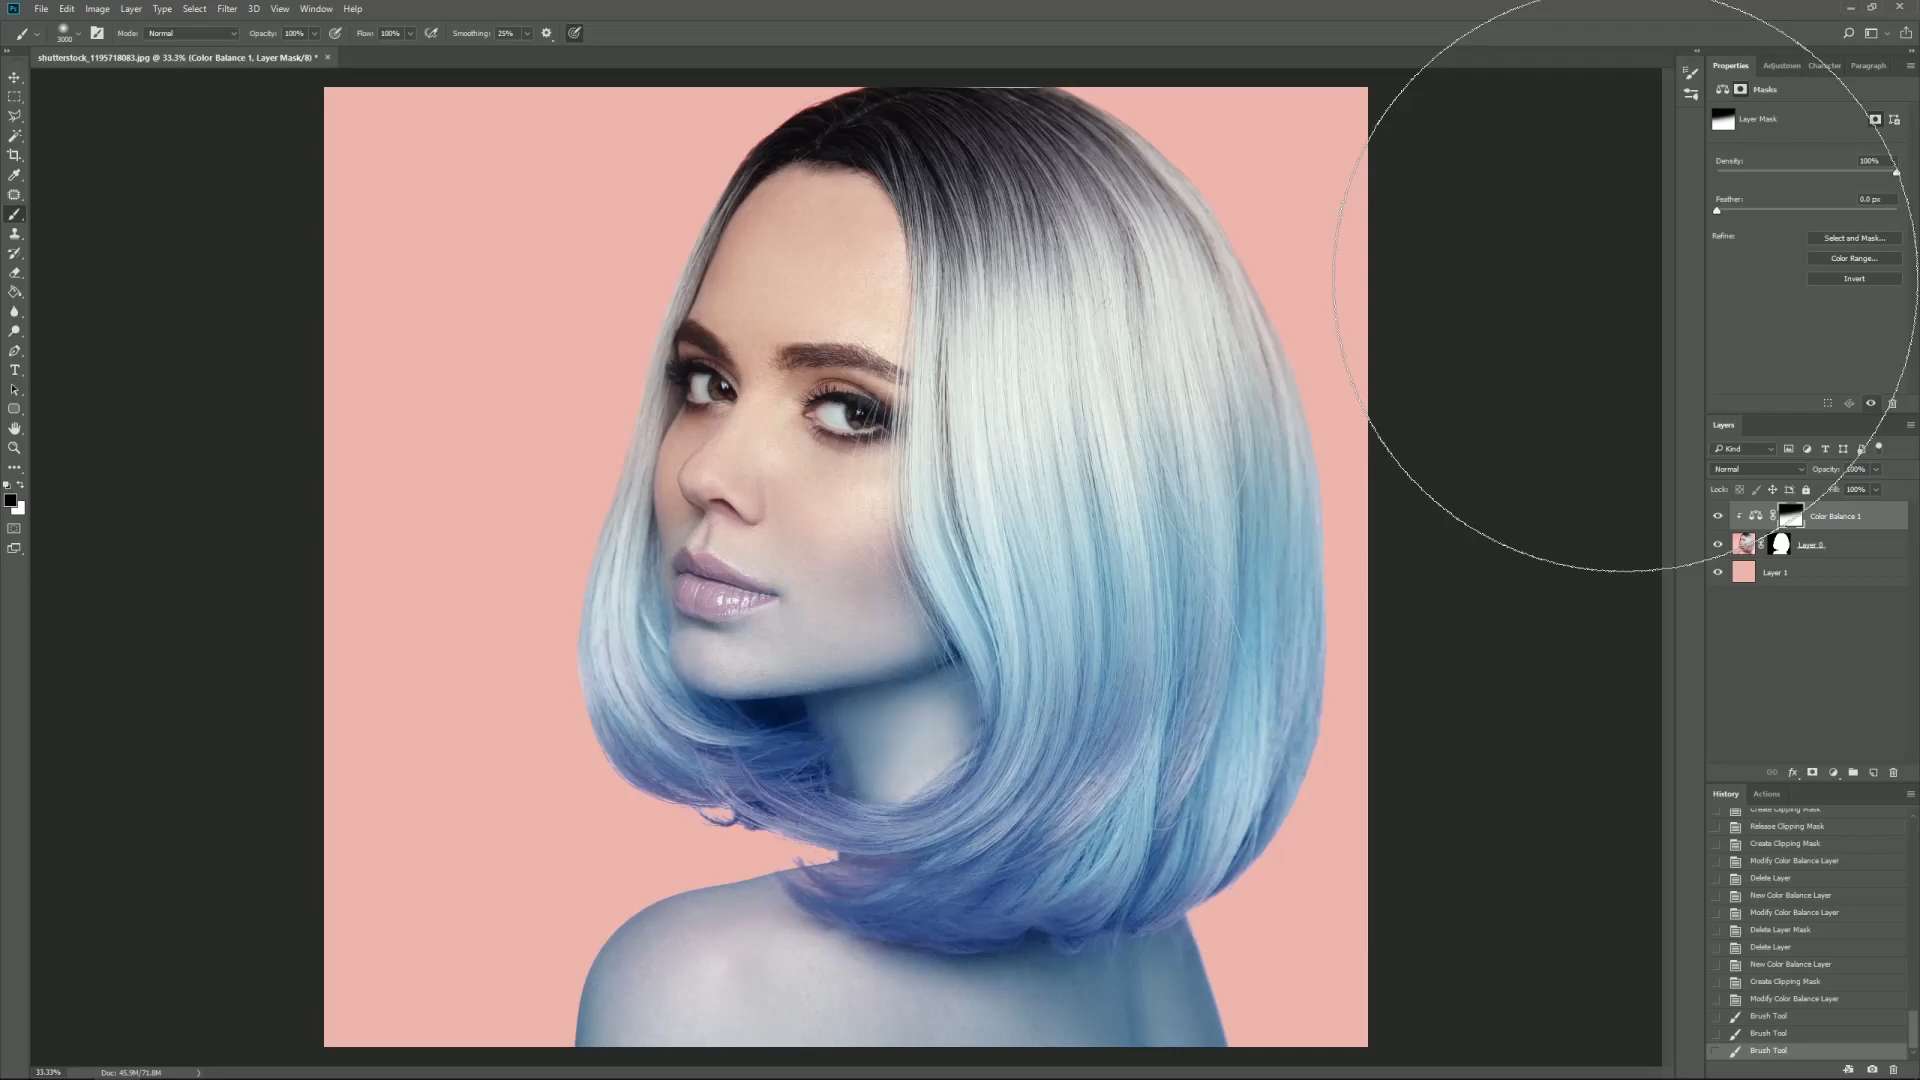 Ps File Edit Image Layer Type Select Filter 3D View Window Help
3000 Mode: Normal Opacity: 100% Flow: 100% Smoothing: 25%
shutterstock_1195718083.jpg @ 33.3% (Color Balance 1, Layer Mask/8) * ×
Properties Adjustmen Character Paragraph
Masks
Layer Mask
Density: 100%
Feather: 0.0 px
Refine: Select and Mask...
Color Range...
Invert
Layers
Kind
Normal Opacity: 100%
Lock: Fill: 100%
Color Balance 1
Layer 0
Layer 1
fx
History Actions
Create Clipping Mask
Release Clipping Mask
Create Clipping Mask
Modify Color Balance Layer
Delete Layer
New Color Balance Layer
Modify Color Balance Layer
Delete Layer Mask
Delete Layer
New Color Balance Layer
Create Clipping Mask
Modify Color Balance Layer
Brush Tool
Brush Tool
Brush Tool
33.33% Doc: 45.9M/71.8M